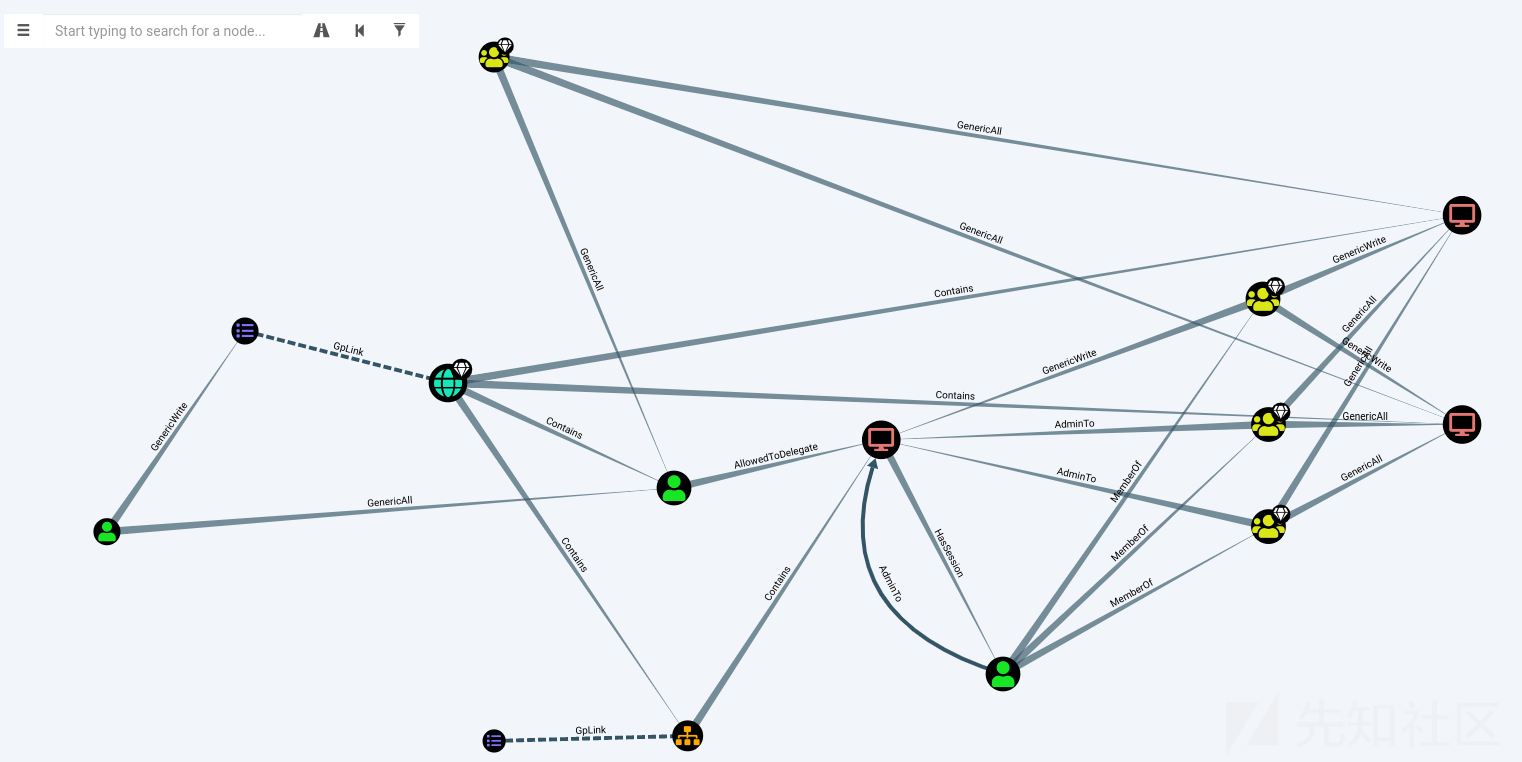 Start typing to search for a node...
GenericAll
GenericAll
GenericWrite
GenericAll
Contains
GenericAll
GpLink
GenericWrite
GenericWrite
GenericAll
Contains
GenericAll
Contains
AdminTo
GenericWrite
AllowedToDelegate
GenericAll
AdminTo
MemberOf
GenericAll
Contains
HasSession
MemberOf
AdminTo
Contains
MemberOf
GpLink
先知社区